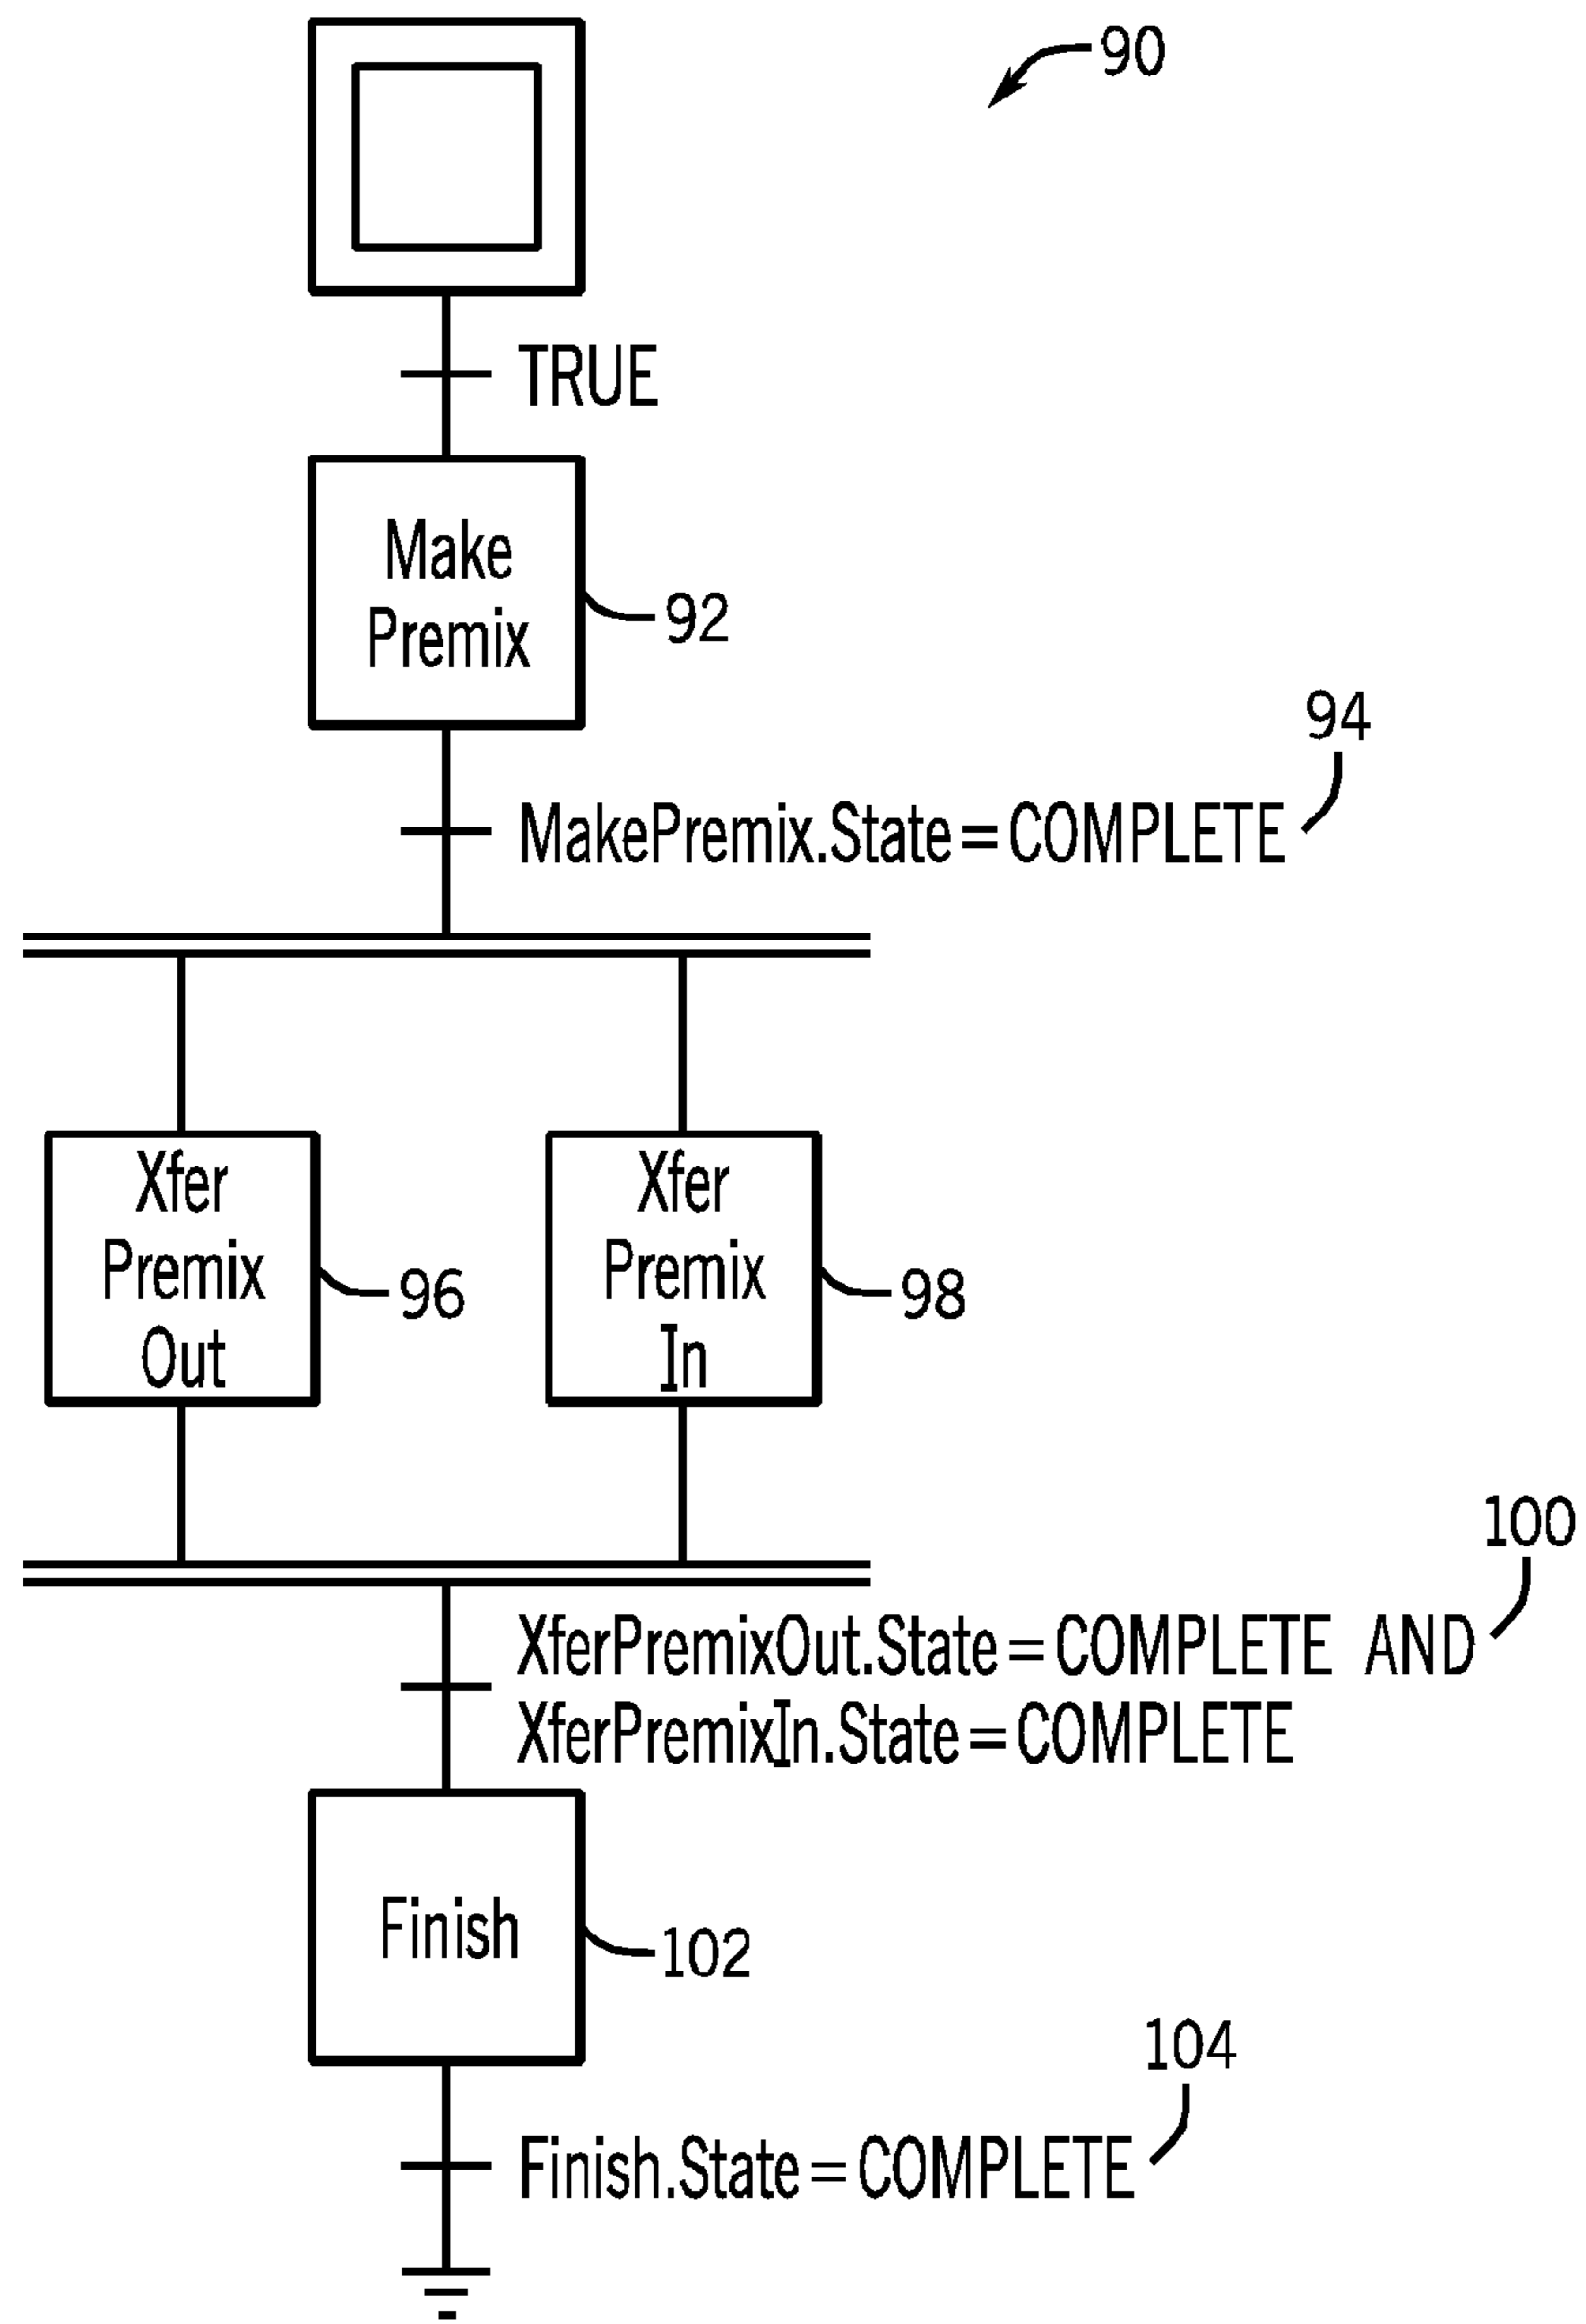 90
TRUE
Make
Premix
92
94
MakePremix.State=COMPLETE
Xfer
Premix
Out
96
Xfer
Premix
In
98
100
XferPremixOut.State=COMPLETE AND
XferPremixIn.State=COMPLETE
Finish
102
104
Finish.State=COMPLETE